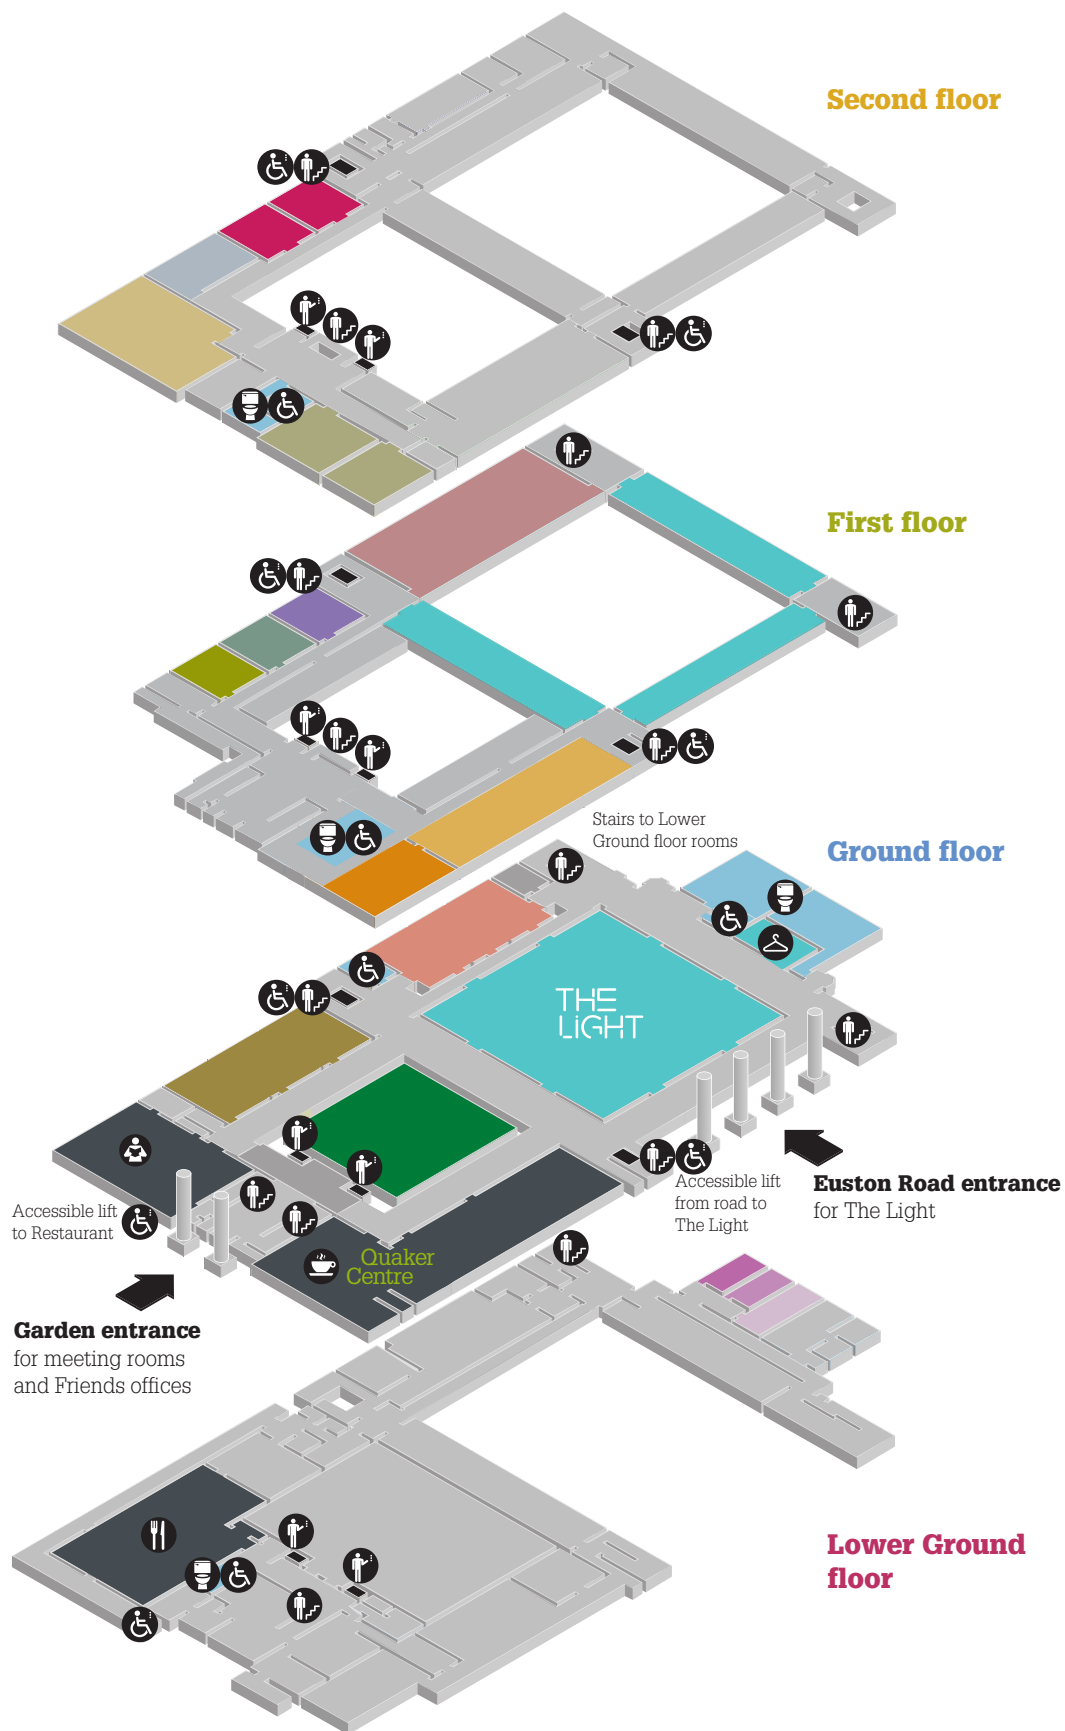 Second floor
First floor
Stairs to Lower
Ground floor rooms
Ground floor
THE
LiGHT
Accessible lift
to Restaurant
Accessible lift
from road to
The Light
Euston Road entrance
for The Light
Quaker
Centre
Garden entrance
for meeting rooms
and Friends offices
Lower Ground
floor